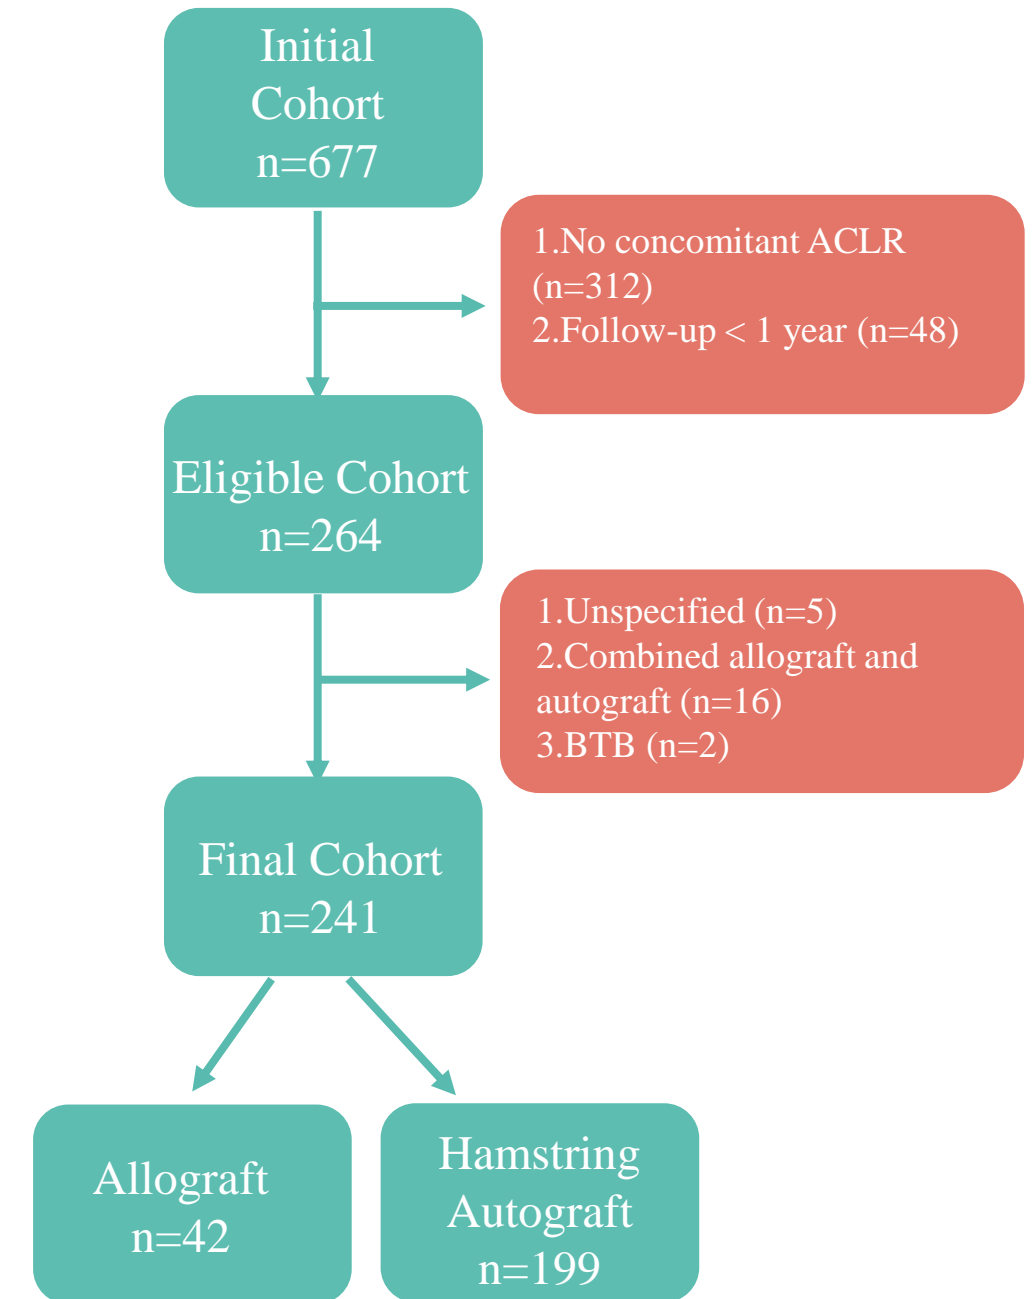 Initial
Cohort
n=677
1.No concomitant ACLR
(n=312)
2.Follow-up < 1 year (n=48)
Eligible Cohort
n=264
1.Unspecified (n=5)
2.Combined allograft and
autograft (n=16)
3.BTB (n=2)
Final Cohort
n=241
Allograft
n=42
Hamstring
Autograft
n=199